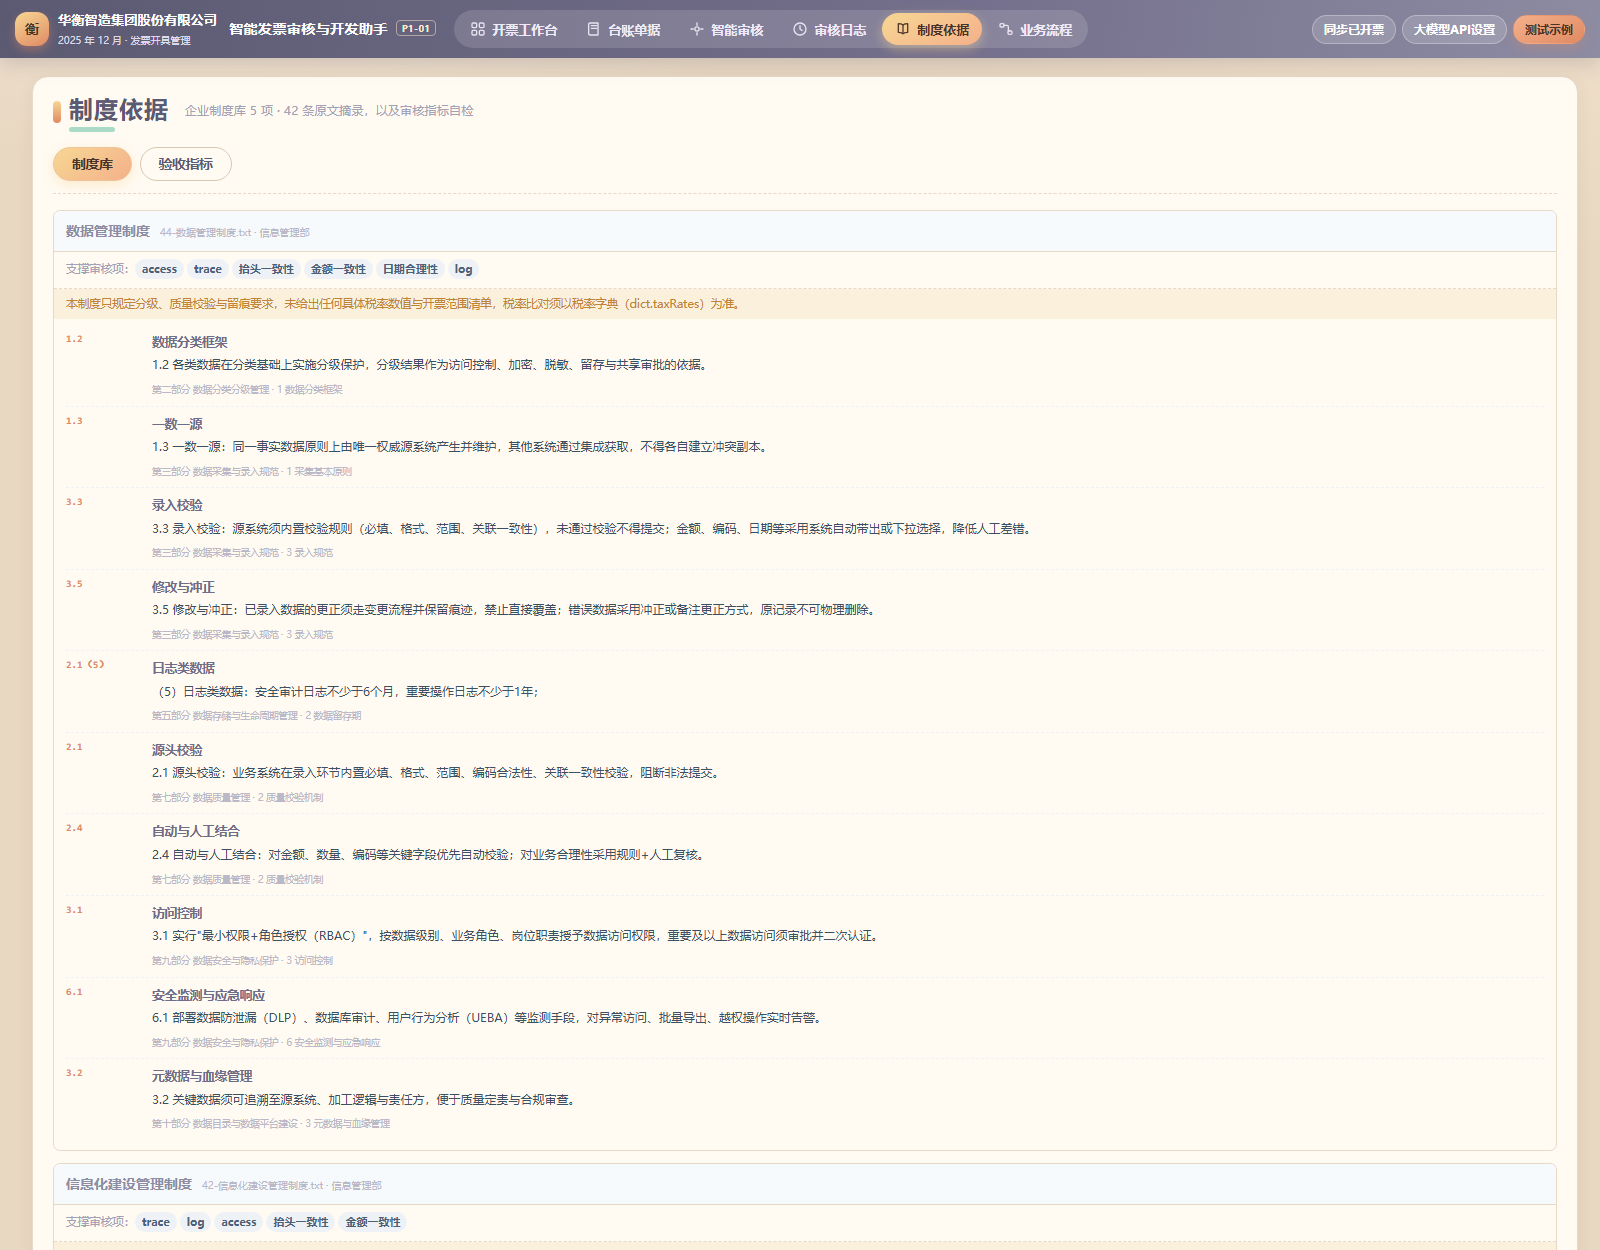 衡
华衡智造集团股份有限公司
2025 年 12 月 · 发票开具管理
智能发票审核与开发助手
P1-01
开票工作台
台账单据
智能审核
审核日志
制度依据
业务流程
同步已开票
大模型API设置
测试示例
制度依据
企业制度库 5 项 · 42 条原文摘录，以及审核指标自检
制度库
验收指标
数据管理制度
44-数据管理制度.txt · 信息管理部
支撑审核项: access trace 抬头一致性 金额一致性 日期合理性 log
本制度只规定分级、质量校验与留痕要求，未给出任何具体税率数值与开票范围清单，税率比对须以税率字典（dict.taxRates）为准。
1.2
数据分类框架
1.2 各类数据在分类基础上实施分级保护，分级结果作为访问控制、加密、脱敏、留存与共享审批的依据。
第二部分 数据分类分级管理 · 1 数据分类框架
1.3
一数一源
1.3 一数一源：同一事实数据原则上由唯一权威源系统产生并维护，其他系统通过集成获取，不得各自建立冲突副本。
第三部分 数据采集与录入规范 · 1 采集基本原则
3.3
录入校验
3.3 录入校验：源系统须内置校验规则（必填、格式、范围、关联一致性），未通过校验不得提交；金额、编码、日期等采用系统自动带出或下拉选择，降低人工差错。
第三部分 数据采集与录入规范 · 3 录入规范
3.5
修改与冲正
3.5 修改与冲正：已录入数据的更正须走变更流程并保留痕迹，禁止直接覆盖；错误数据采用冲正或备注更正方式，原记录不可物理删除。
第三部分 数据采集与录入规范 · 3 录入规范
2.1（5）
日志类数据
（5）日志类数据：安全审计日志不少于6个月，重要操作日志不少于1年；
第五部分 数据存储与生命周期管理 · 2 数据留存期
2.1
源头校验
2.1 源头校验：业务系统在录入环节内置必填、格式、范围、编码合法性、关联一致性校验，阻断非法提交。
第七部分 数据质量管理 · 2 质量校验机制
2.4
自动与人工结合
2.4 自动与人工结合：对金额、数量、编码等关键字段优先自动校验；对业务合理性采用规则+人工复核。
第七部分 数据质量管理 · 2 质量校验机制
3.1
访问控制
3.1 实行"最小权限+角色授权（RBAC）"，按数据级别、业务角色、岗位职责授予数据访问权限，重要及以上数据访问须审批并二次认证。
第九部分 数据安全与隐私保护 · 3 访问控制
6.1
安全监测与应急响应
6.1 部署数据防泄漏（DLP）、数据库审计、用户行为分析（UEBA）等监测手段，对异常访问、批量导出、越权操作实时告警。
第九部分 数据安全与隐私保护 · 6 安全监测与应急响应
3.2
元数据与血缘管理
3.2 关键数据须可追溯至源系统、加工逻辑与责任方，便于质量定责与合规审查。
第十部分 数据目录与数据平台建设 · 3 元数据与血缘管理
信息化建设管理制度
42-信息化建设管理制度.txt · 信息管理部
支撑审核项: trace log access 抬头一致性 金额一致性